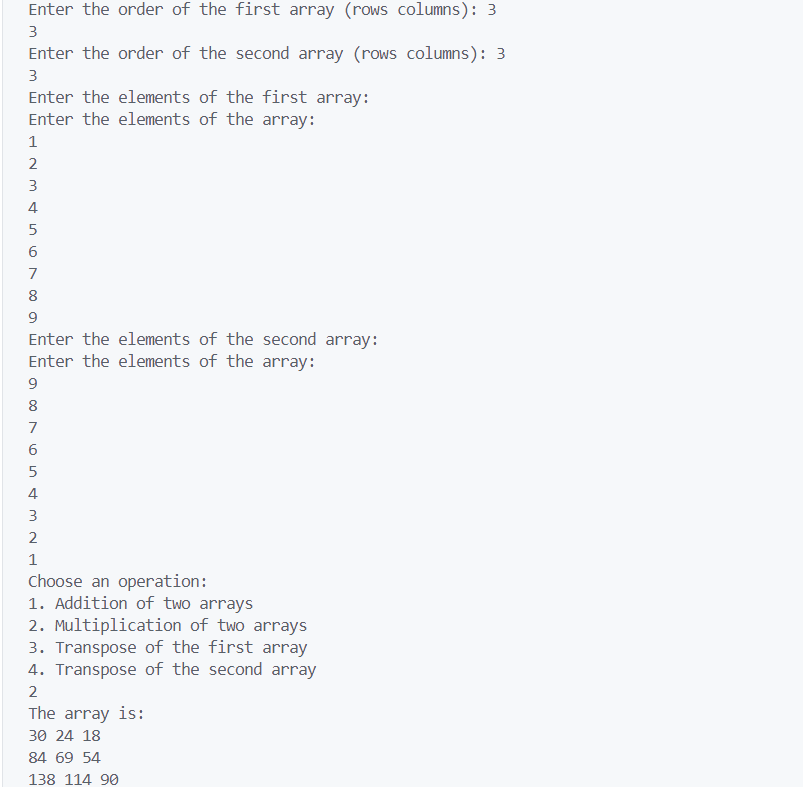 Enter the order of the first array (rows columns): 3
3
Enter the order of the second array (rows columns): 3
3
Enter the elements of the first array:
Enter the elements of the array:
1
2
3
4
5
6
7
8
9
Enter the elements of the second array:
Enter the elements of the array:
9
8
7
6
5
4
3
2
1
Choose an operation:
1. Addition of two arrays
2. Multiplication of two arrays
3. Transpose of the first array
4. Transpose of the second array
2
The array is:
30 24 18
84 69 54
138 114 90